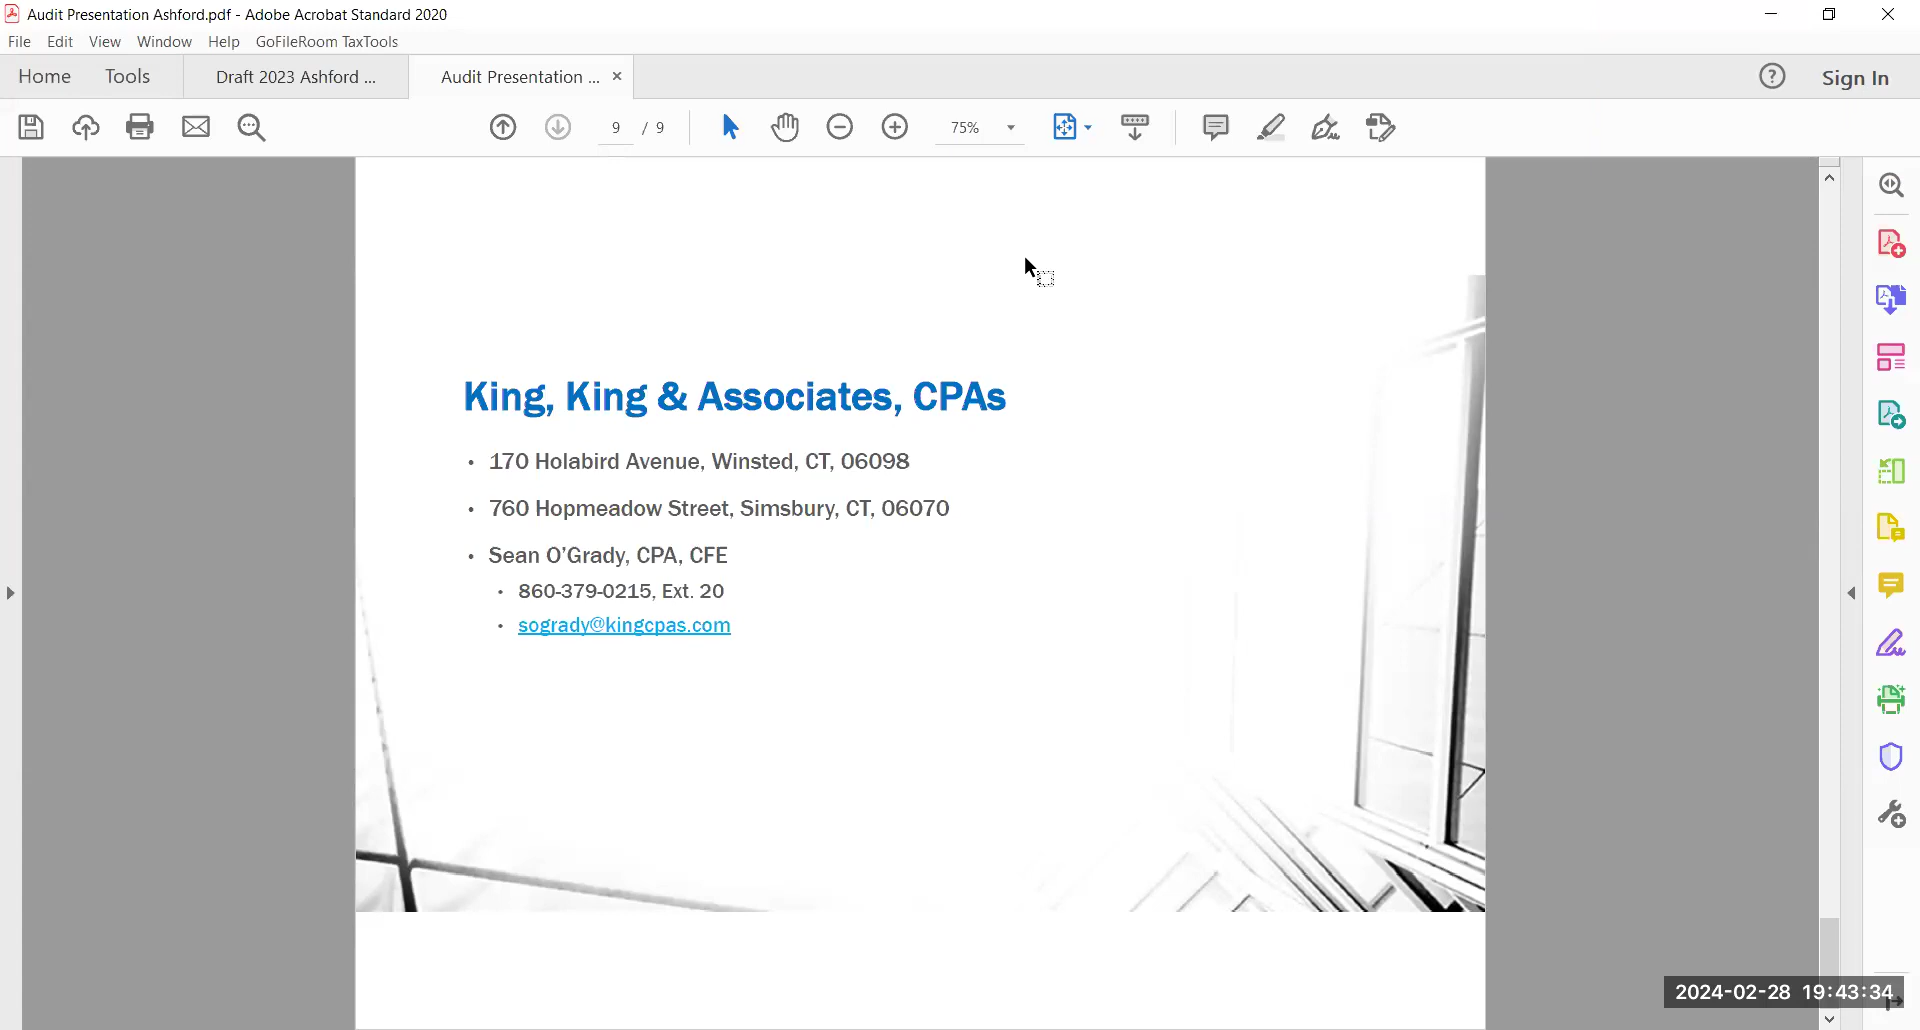 Audit Presentation Ashford.pdf - Adobe Acrobat Standard 2020
File Edit View Window Help GoFileRoom TaxTools
Home Tools Draft 2023 Ashford ... Audit Presentation ... × Sign In
9 / 9 75%
King, King & Associates, CPAs
• 170 Holabird Avenue, Winsted, CT, 06098
• 760 Hopmeadow Street, Simsbury, CT, 06070
• Sean O'Grady, CPA, CFE
• 860-379-0215, Ext. 20
• sogrady@kingcpas.com
2024-02-28 19:43:34